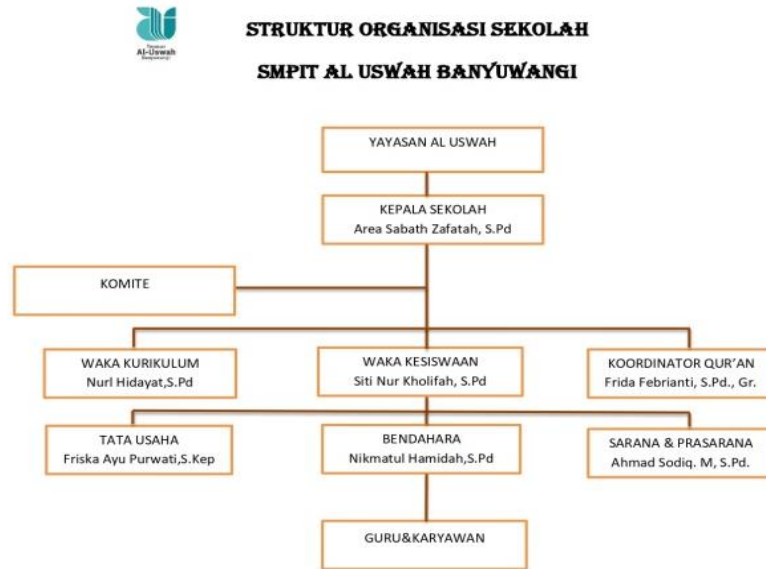 Yayasan
Al-Uswah
Banyuwangi
STRUKTUR ORGANISASI SEKOLAH
SMPIT AL USWAH BANYUWANGI
YAYASAN AL USWAH
KEPALA SEKOLAH
Area Sabath Zafatah, S.Pd
KOMITE
WAKA KURIKULUM
Nurl Hidayat,S.Pd
WAKA KESISWAAN
Siti Nur Kholifah, S.Pd
KOORDINATOR QUR’AN
Frida Febrianti, S.Pd., Gr.
TATA USAHA
Friska Ayu Purwati,S.Kep
BENDAHARA
Nikmatul Hamidah,S.Pd
SARANA & PRASARANA
Ahmad Sodiq. M, S.Pd.
GURU&KARYAWAN